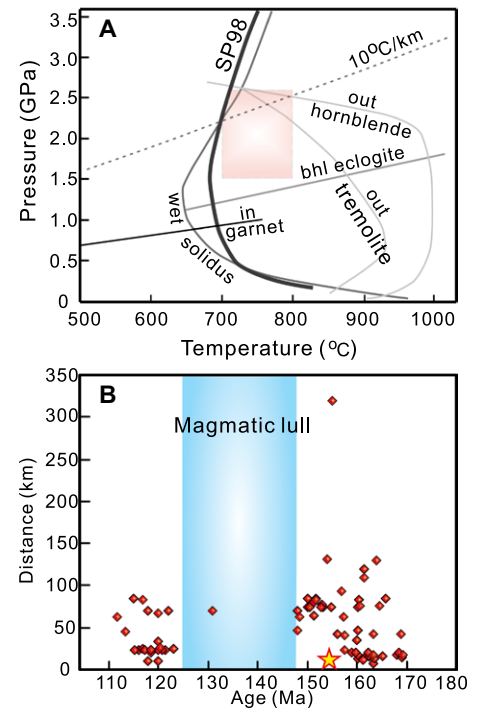 A
SP98
10⁰C/km
out
hornblende
bhl eclogite
out
tremolite
in
garnet
wet
solidus
3.5
3.0
2.5
2.0
1.5
1.0
0.5
0
Pressure (GPa)
500 600 700 800 900 1000
Temperature (⁰C)
B
Magmatic lull
350
300
250
200
150
100
50
0
Distance (km)
110 120 130 140 150 160 170 180
Age (Ma)